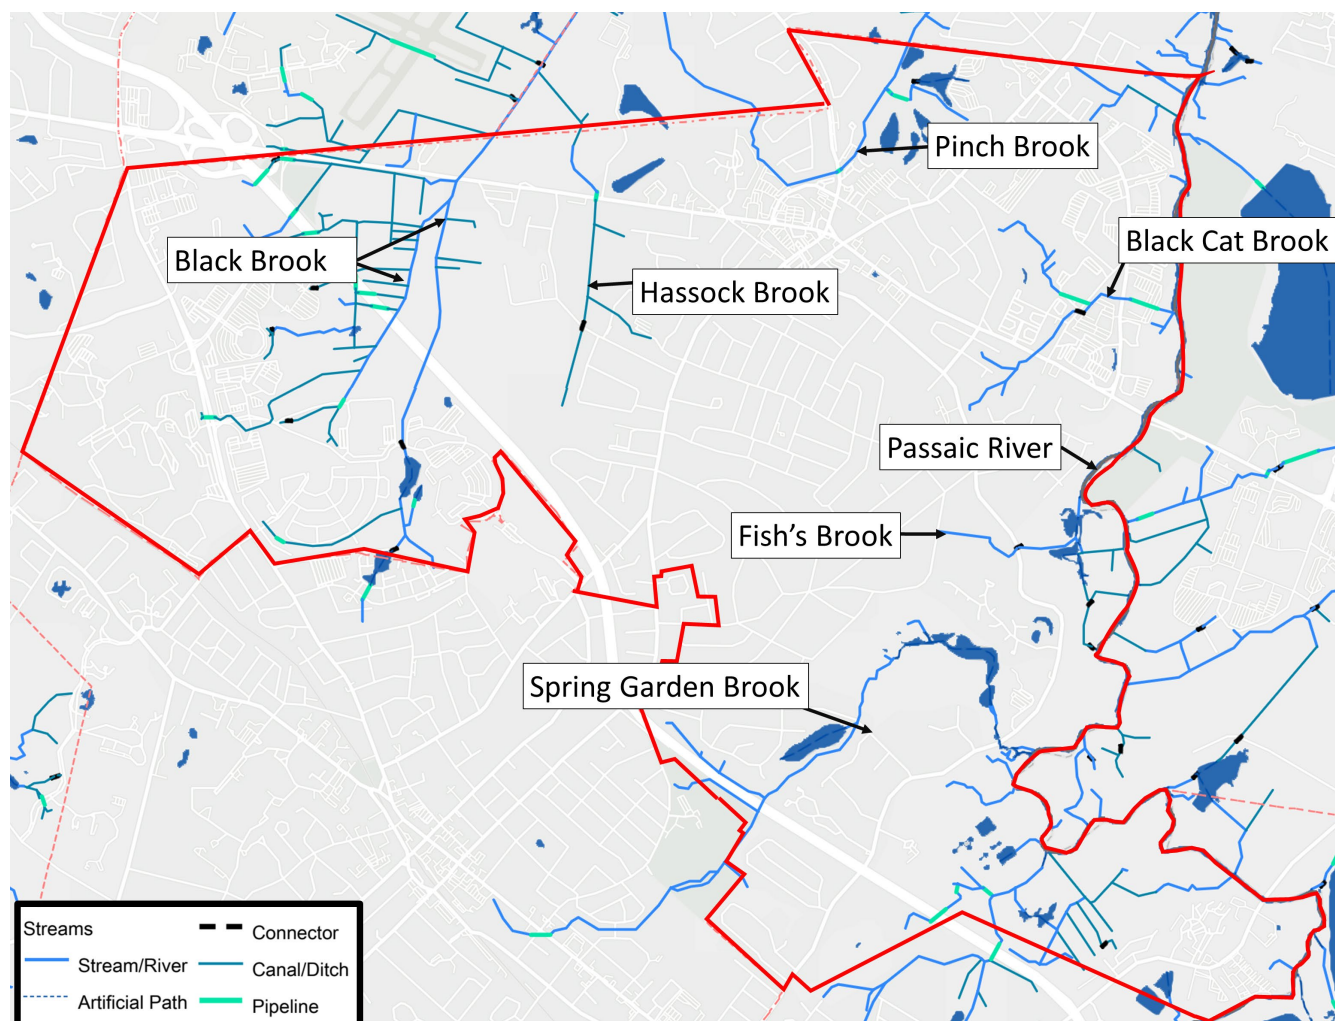 Pinch Brook
Black Cat Brook
Black Brook
Hassock Brook
Passaic River
Fish's Brook
Spring Garden Brook
Streams
Connector
Stream/River
Canal/Ditch
Artificial Path
Pipeline